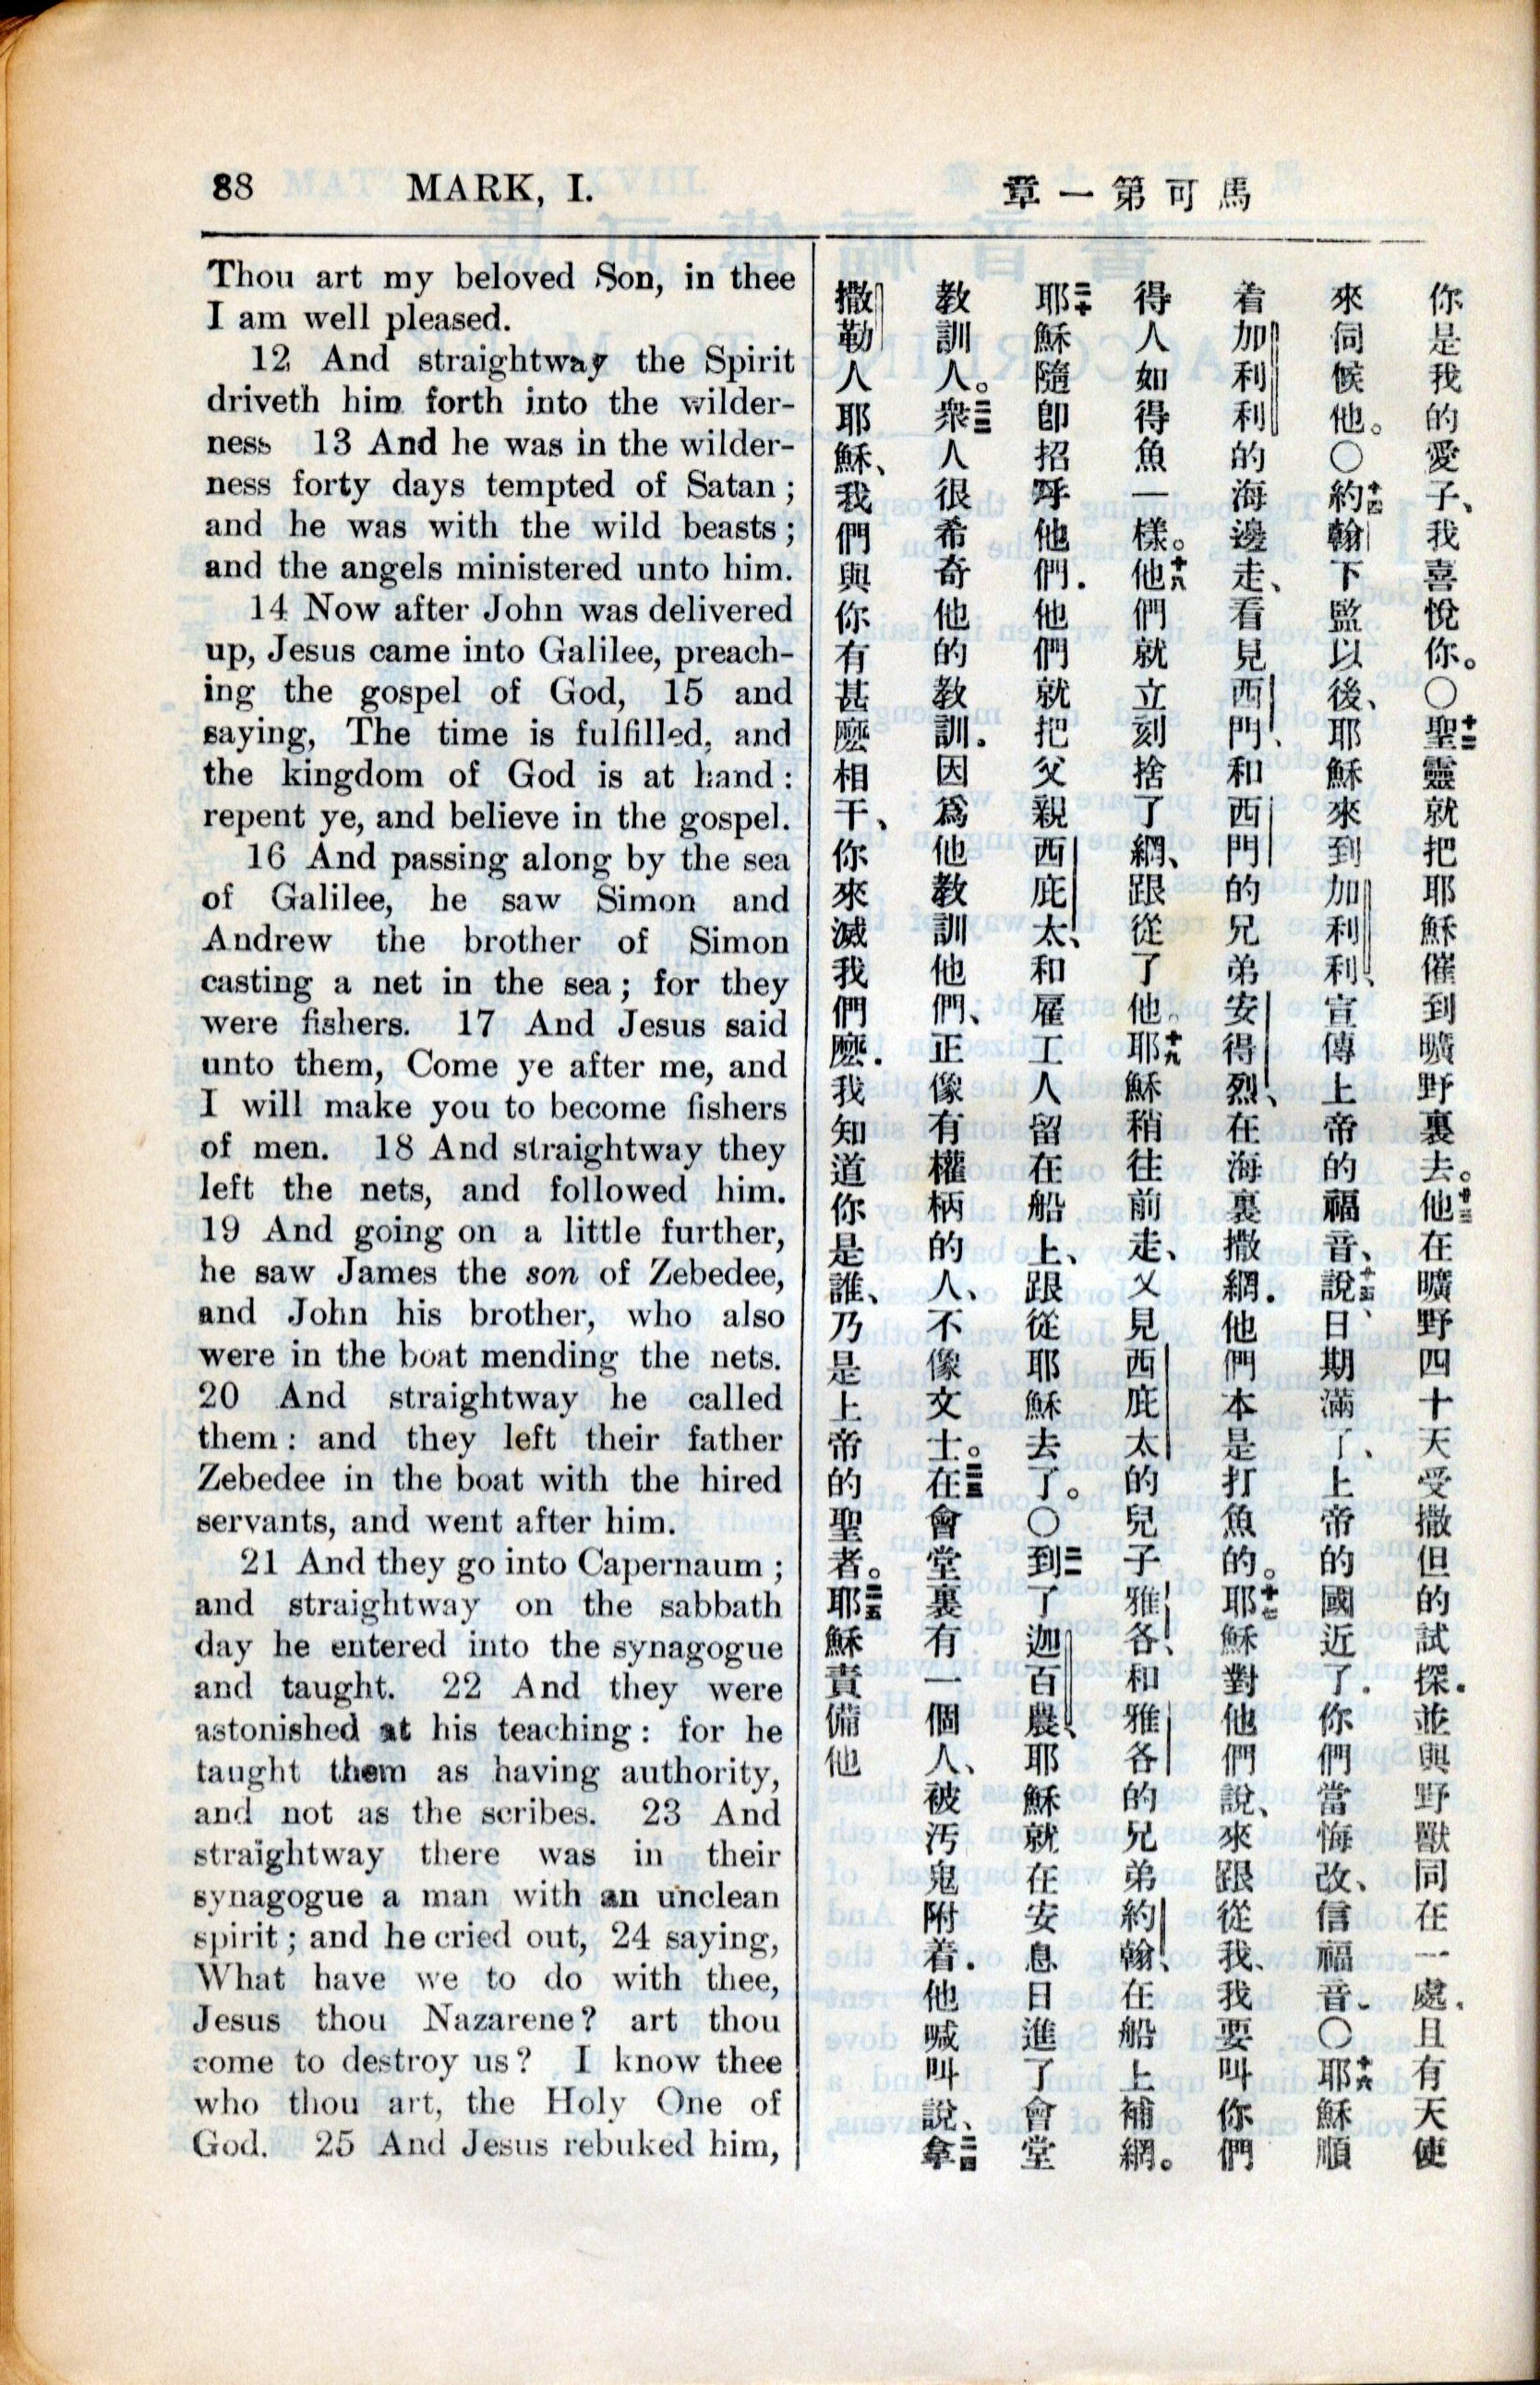 88 MARK, I.
馬可第一章
Thou art my beloved Son, in thee
I am well pleased.
12 And straightway the Spirit
driveth him forth into the wilder-
ness 13 And he was in the wilder-
ness forty days tempted of Satan;
and he was with the wild beasts;
and the angels ministered unto him.
14 Now after John was delivered
up, Jesus came into Galilee, preach-
ing the gospel of God, 15 and
saying, The time is fulfilled, and
the kingdom of God is at hand:
repent ye, and believe in the gospel.
16 And passing along by the sea
of Galilee, he saw Simon and
Andrew the brother of Simon
casting a net in the sea; for they
were fishers. 17 And Jesus said
unto them, Come ye after me, and
I will make you to become fishers
of men. 18 And straightway they
left the nets, and followed him.
19 And going on a little further,
he saw James the son of Zebedee,
and John his brother, who also
were in the boat mending the nets.
20 And straightway he called
them: and they left their father
Zebedee in the boat with the hired
servants, and went after him.
21 And they go into Capernaum;
and straightway on the sabbath
day he entered into the synagogue
and taught. 22 And they were
astonished at his teaching: for he
taught them as having authority,
and not as the scribes. 23 And
straightway there was in their
synagogue a man with an unclean
spirit; and he cried out, 24 saying,
What have we to do with thee,
Jesus thou Nazarene? art thou
come to destroy us? I know thee
who thou art, the Holy One of
God. 25 And Jesus rebuked him,
你是我的愛子、我喜悅你。〇聖十二靈就把耶穌催到曠野裏去。他十三在曠野四十天受撒但的試探．並與野獸同在一處．且有天使
來伺候他。〇約十四翰下監以後、耶穌來到加利利、宣傳上帝的福音、說十五日期滿了、上帝的國近了．你們當悔改、信福音．〇耶十六穌順
着加利利的海邊走、看見西門、和西門的兄弟安得烈、在海裏撒網．他們本是打魚的。耶十七穌對他們說、來跟從我、我要叫你們
得人如得魚一樣。他十八們就立刻捨了網、跟從了他。耶十九穌稍往前走、又見西庇太的兒子雅各、和雅各的兄弟約翰、在船上補網。
耶二十穌隨即招呼他們．他們就把父親西庇太、和雇工人留在船上、跟從耶穌去了。〇到二一了迦百農、耶穌就在安息日進了會堂
教訓人。衆二二人很希奇他的教訓．因爲他教訓他們、正像有權柄的人、不像文士。在二三會堂裏有一個人、被汚鬼附着．他喊叫說、拿二四
撒勒人耶穌、我們與你有甚麽相干、你來滅我們麽．我知道你是誰、乃是上帝的聖者。耶二五穌責備他